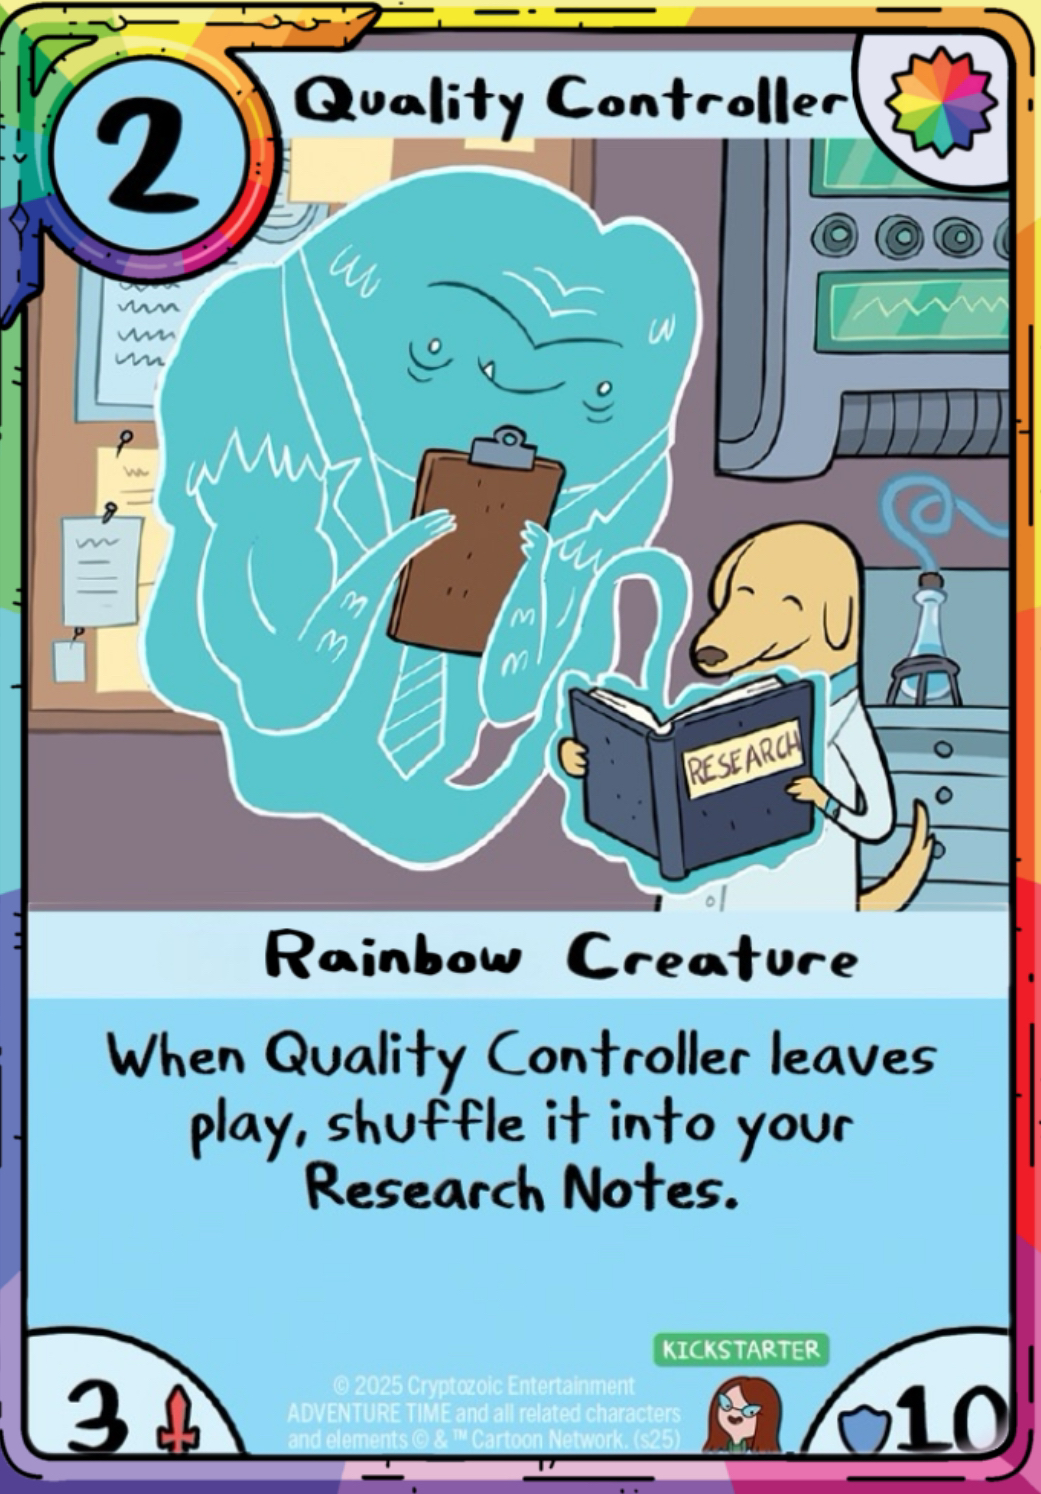 2
Quality Controller
RESEARCH
Rainbow Creature
When Quality Controller leaves
play, shuffle it into your
Research Notes.
KICKSTARTER
© 2025 Cryptozoic Entertainment
ADVENTURE TIME and all related characters
and elements © & ™ Cartoon Network. (s25)
3
10